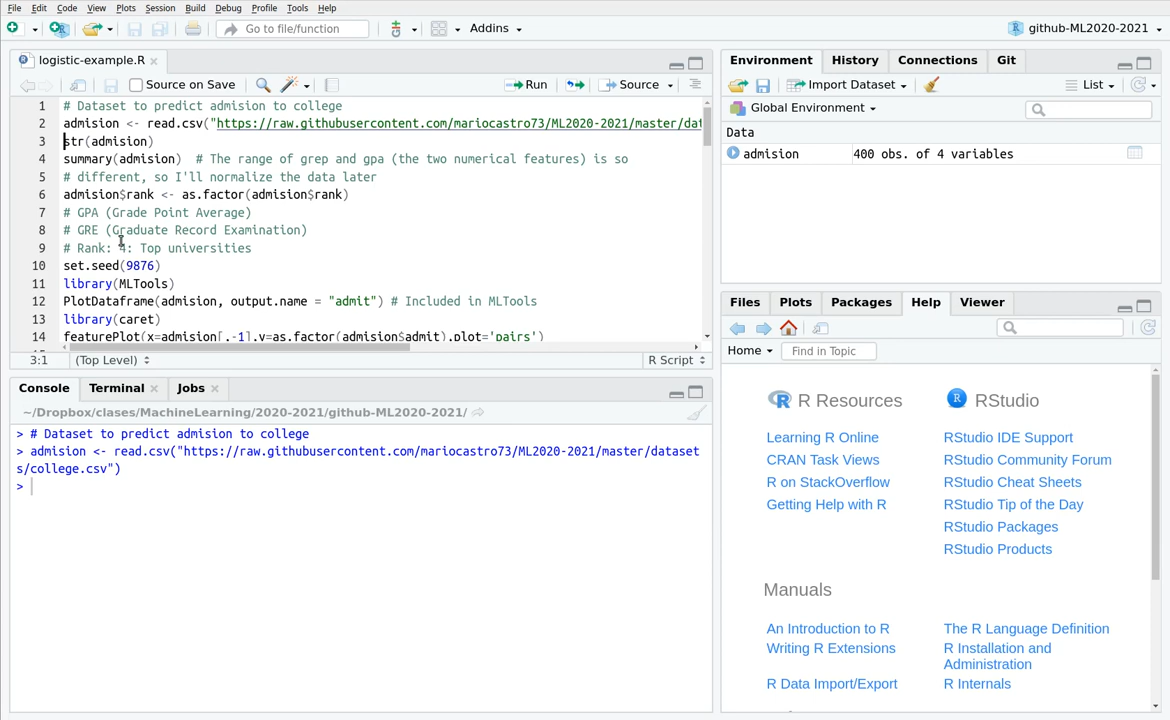 File Edit Code View Plots Session Build Debug Profile Tools Help
Go to file/function Addins github-ML2020-2021
logistic-example.R
Source on Save Run Source
1 # Dataset to predict admision to college
2 admision <- read.csv("https://raw.githubusercontent.com/mariocastro73/ML2020-2021/master/dat
3 str(admision)
4 summary(admision) # The range of grep and gpa (the two numerical features) is so
5 # different, so I'll normalize the data later
6 admision$rank <- as.factor(admision$rank)
7 # GPA (Grade Point Average)
8 # GRE (Graduate Record Examination)
9 # Rank: 4: Top universities
10 set.seed(9876)
11 library(MLTools)
12 PlotDataframe(admision, output.name = "admit") # Included in MLTools
13 library(caret)
14 featurePlot(x=admision[,-1],y=as.factor(admision$admit),plot='pairs')
3:1 (Top Level) R Script
Console Terminal Jobs
~/Dropbox/clases/MachineLearning/2020-2021/github-ML2020-2021/
> # Dataset to predict admision to college
> admision <- read.csv("https://raw.githubusercontent.com/mariocastro73/ML2020-2021/master/dataset
s/college.csv")
>
Environment History Connections Git
Import Dataset List
Global Environment
Data
admision 400 obs. of 4 variables
Files Plots Packages Help Viewer
Home Find in Topic
R Resources
Learning R Online
CRAN Task Views
R on StackOverflow
Getting Help with R
RStudio
RStudio IDE Support
RStudio Community Forum
RStudio Cheat Sheets
RStudio Tip of the Day
RStudio Packages
RStudio Products
Manuals
An Introduction to R
Writing R Extensions
R Data Import/Export
The R Language Definition
R Installation and
Administration
R Internals